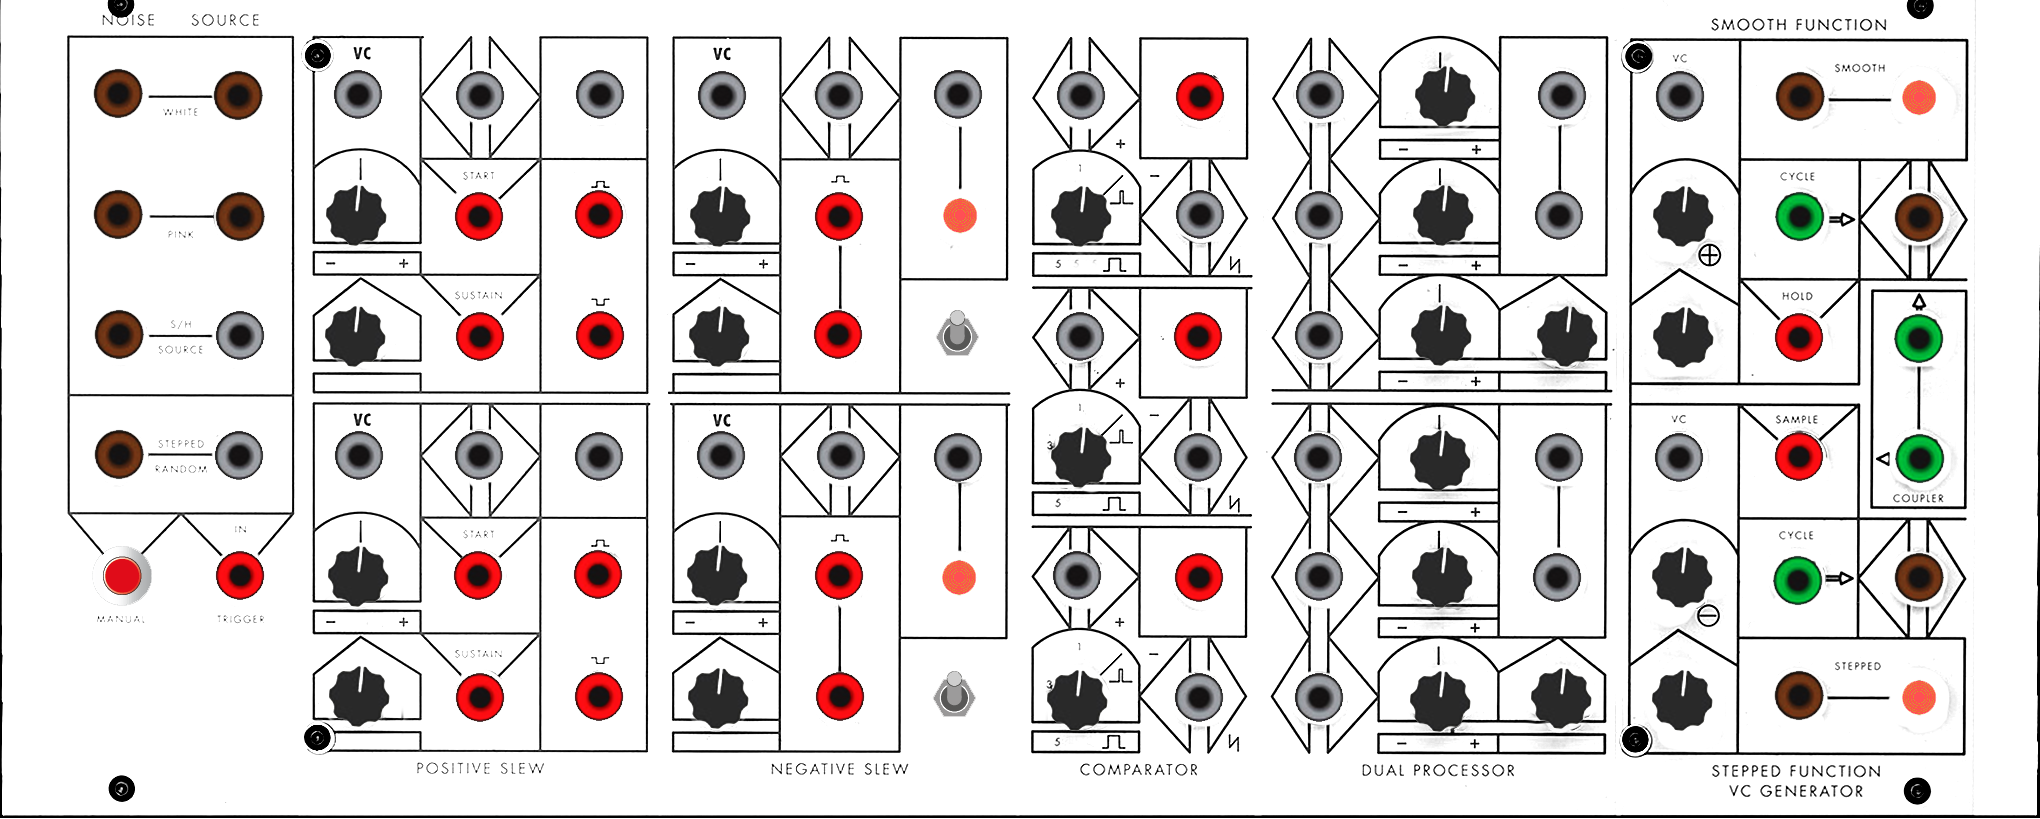 NOISE SOURCE
WHITE
PINK
S/H
SOURCE
STEPPED
RANDOM
IN
MANUAL
TRIGGER
VC
START
- +
SUSTAIN
VC
START
- +
SUSTAIN
POSITIVE SLEW
VC
- +
VC
- +
NEGATIVE SLEW
+
1
-
5
+
1
-
3
5
+
1
-
3
5
COMPARATOR
- +
- +
- +
- +
- +
- +
DUAL PROCESSOR
SMOOTH FUNCTION
VC
SMOOTH
CYCLE
+
HOLD
VC
SAMPLE
COUPLER
CYCLE
-
STEPPED
STEPPED FUNCTION
VC GENERATOR